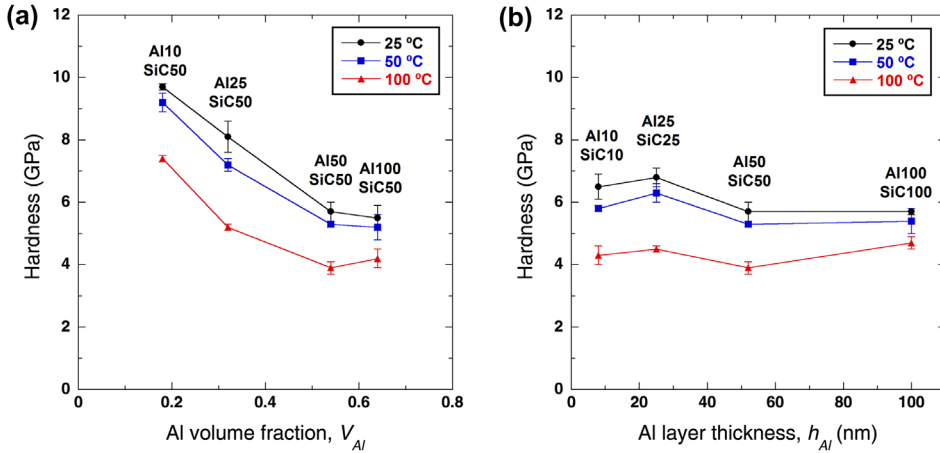 (a)
12
10
8
6
4
2
0
Hardness (GPa)
Al10
SiC50
Al25
SiC50
Al50
SiC50
Al100
SiC50
25 ºC
50 ºC
100 ºC
0
0.2
0.4
0.6
0.8
Al volume fraction, V_Al
(b)
12
10
8
6
4
2
0
Hardness (GPa)
Al10
SiC10
Al25
SiC25
Al50
SiC50
Al100
SiC100
25 ºC
50 ºC
100 ºC
0
20
40
60
80
100
Al layer thickness, h_Al (nm)